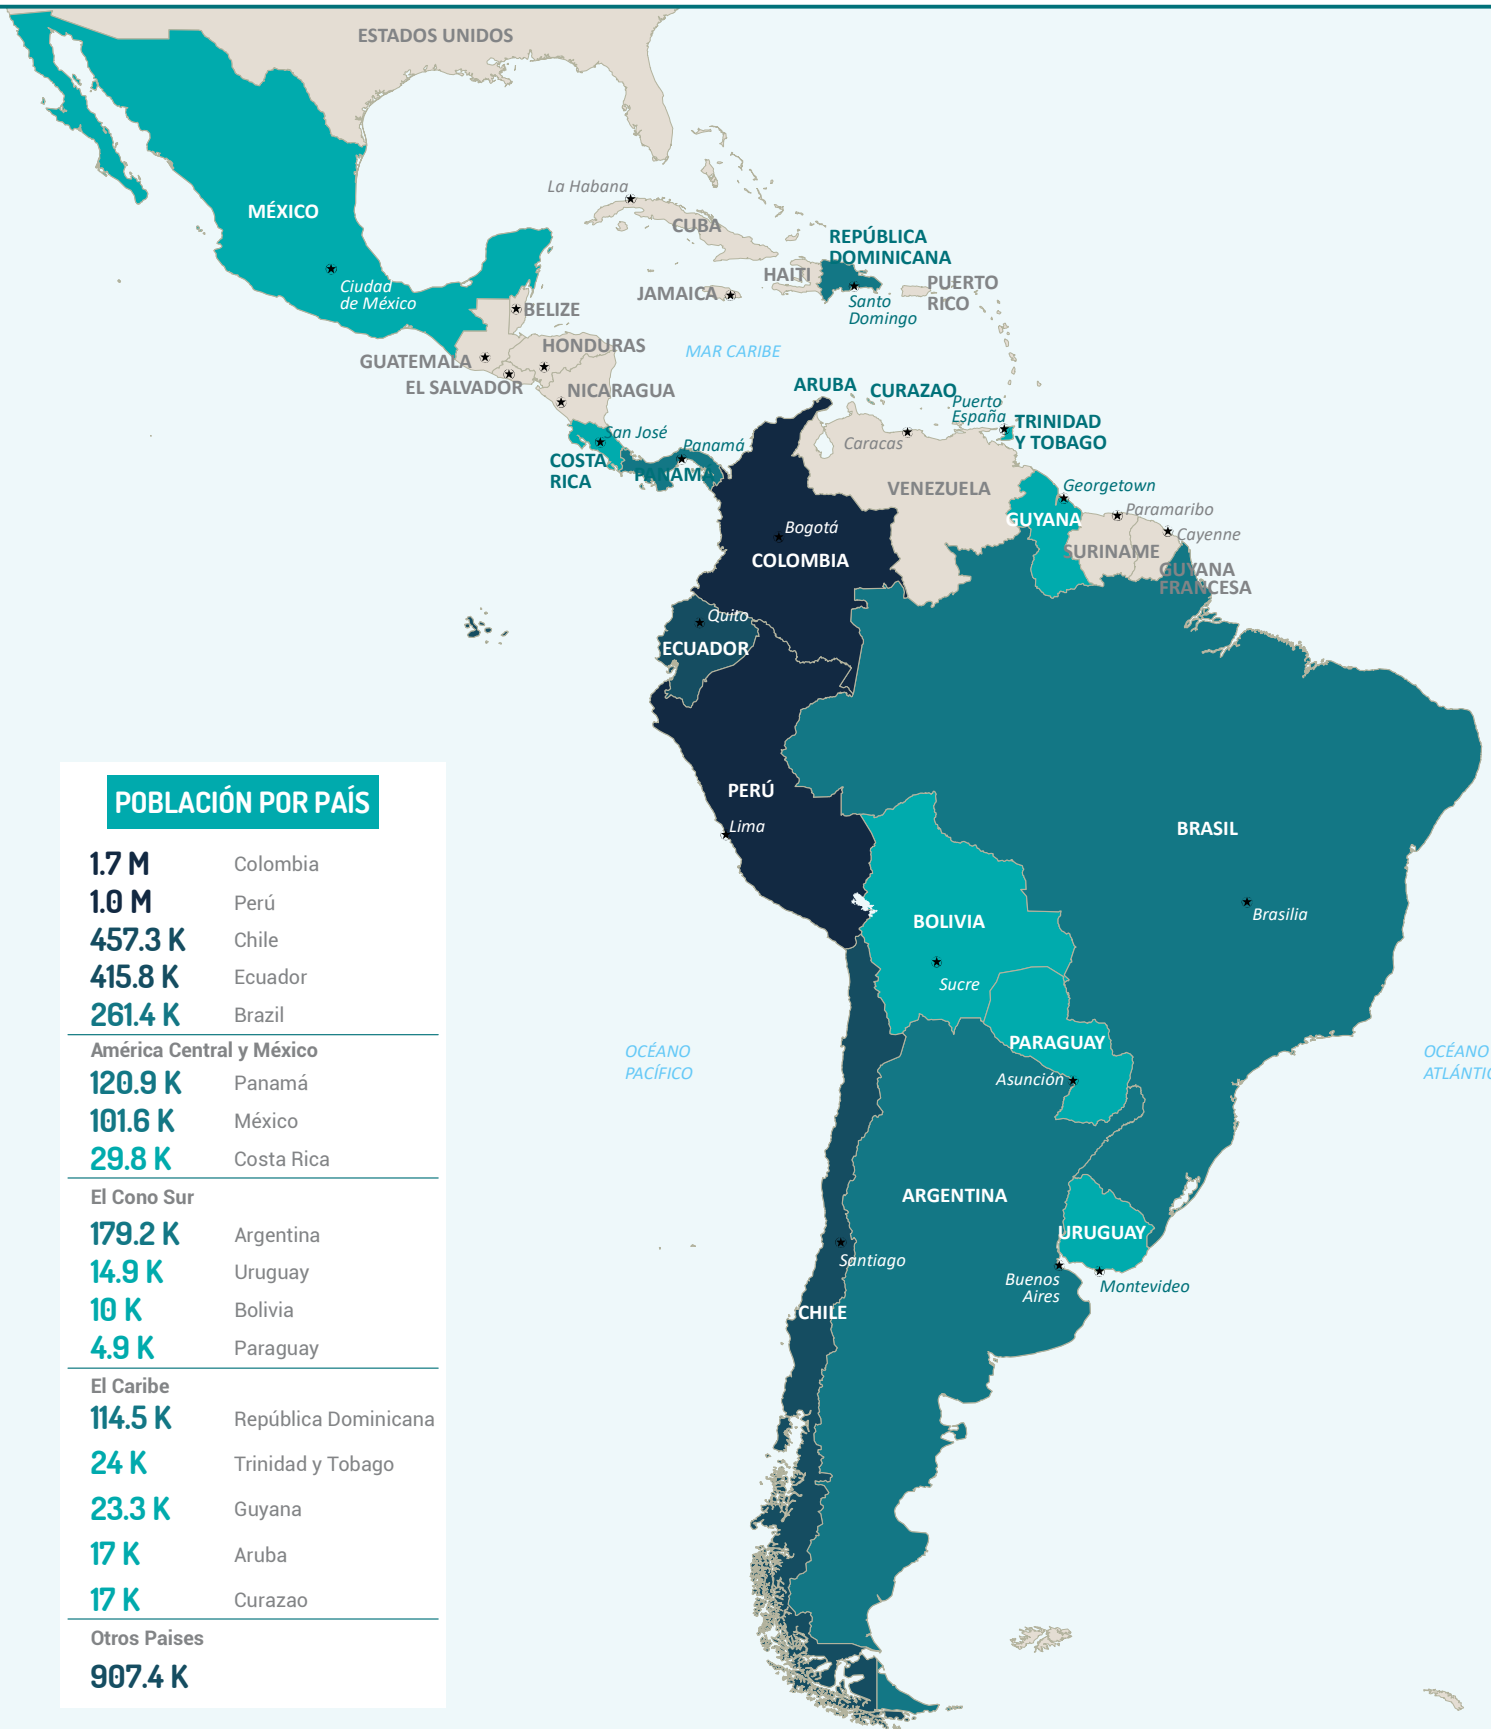 ESTADOS UNIDOS
MÉXICO
Ciudad
de México
La Habana
CUBA
REPÚBLICA
DOMINICANA
HAITI
JAMAICA
PUERTO
RICO
Santo
Domingo
BELIZE
HONDURAS
GUATEMALA
EL SALVADOR
NICARAGUA
MAR CARIBE
ARUBA
CURAZAO
Puerto
España
TRINIDAD
Y TOBAGO
San José
Panamá
Caracas
COSTA
RICA
PANAMÁ
VENEZUELA
Georgetown
GUYANA
Paramaribo
Cayenne
SURINAME
GUYANA
FRANCESA
Bogotá
COLOMBIA
Quito
ECUADOR
PERÚ
Lima
BRASIL
Brasilia
BOLIVIA
Sucre
PARAGUAY
Asunción
OCÉANO
PACÍFICO
OCÉANO
ARGENTINA
URUGUAY
Santiago
Buenos
Aires
Montevideo
CHILE
POBLACIÓN POR PAÍS
1.7 M Colombia
1.0 M Perú
457.3 K Chile
415.8 K Ecuador
261.4 K Brazil
América Central y México
120.9 K Panamá
101.6 K México
29.8 K Costa Rica
El Cono Sur
179.2 K Argentina
14.9 K Uruguay
10 K Bolivia
4.9 K Paraguay
El Caribe
114.5 K República Dominicana
24 K Trinidad y Tobago
23.3 K Guyana
17 K Aruba
17 K Curazao
Otros Paises
907.4 K